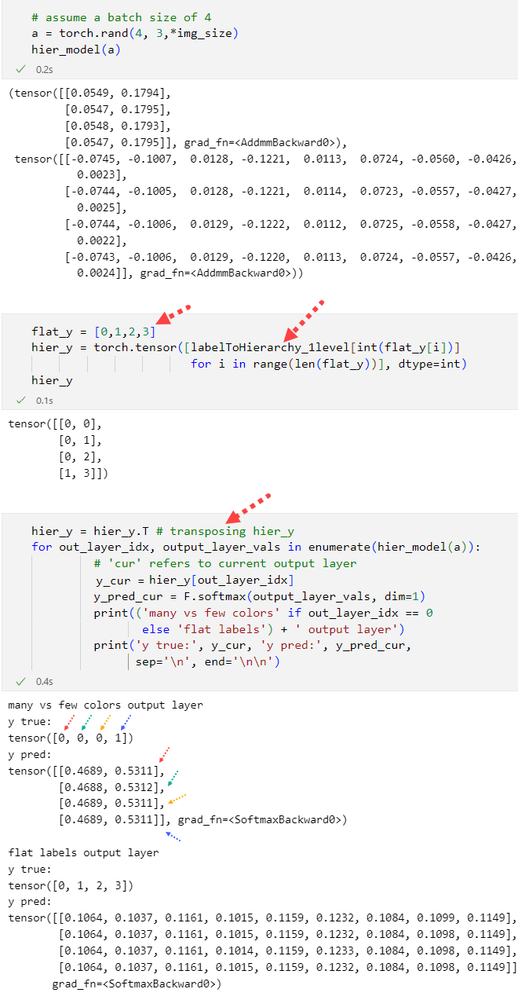 # assume a batch size of 4
a = torch.rand(4, 3,*img_size)
hier_model(a)
0.2s
(tensor([[0.0549, 0.1794],
        [0.0547, 0.1795],
        [0.0548, 0.1793],
        [0.0547, 0.1795]], grad_fn=<AddmmBackward0>),
 tensor([[-0.0745, -0.1007,  0.0128, -0.1221,  0.0113,  0.0724, -0.0560, -0.0426,
           0.0023],
         [-0.0744, -0.1005,  0.0128, -0.1221,  0.0114,  0.0723, -0.0557, -0.0427,
           0.0025],
         [-0.0744, -0.1006,  0.0129, -0.1222,  0.0112,  0.0725, -0.0558, -0.0427,
           0.0022],
         [-0.0743, -0.1006,  0.0129, -0.1220,  0.0113,  0.0724, -0.0557, -0.0426,
           0.0024]], grad_fn=<AddmmBackward0>))
flat_y = [0,1,2,3]
hier_y = torch.tensor([labelToHierarchy_1level[int(flat_y[i])]
                       for i in range(len(flat_y))], dtype=int)
hier_y
0.1s
tensor([[0, 0],
        [0, 1],
        [0, 2],
        [1, 3]])
hier_y = hier_y.T # transposing hier_y
for out_layer_idx, output_layer_vals in enumerate(hier_model(a)):
        # 'cur' refers to current output layer
        y_cur = hier_y[out_layer_idx]
        y_pred_cur = F.softmax(output_layer_vals, dim=1)
        print(('many vs few colors' if out_layer_idx == 0
                else 'flat labels') + ' output layer')
        print('y true:', y_cur, 'y pred:', y_pred_cur,
              sep='\n', end='\n\n')
0.4s
many vs few colors output layer
y true:
tensor([0, 0, 0, 1])
y pred:
tensor([[0.4689, 0.5311],
        [0.4688, 0.5312],
        [0.4689, 0.5311],
        [0.4689, 0.5311]], grad_fn=<SoftmaxBackward0>)
flat labels output layer
y true:
tensor([0, 1, 2, 3])
y pred:
tensor([[0.1064, 0.1037, 0.1161, 0.1015, 0.1159, 0.1232, 0.1084, 0.1099, 0.1149],
        [0.1064, 0.1037, 0.1161, 0.1015, 0.1159, 0.1232, 0.1084, 0.1098, 0.1149],
        [0.1064, 0.1037, 0.1161, 0.1014, 0.1159, 0.1233, 0.1084, 0.1098, 0.1149],
        [0.1064, 0.1037, 0.1161, 0.1015, 0.1159, 0.1232, 0.1084, 0.1098, 0.1149]]
       grad_fn=<SoftmaxBackward0>)